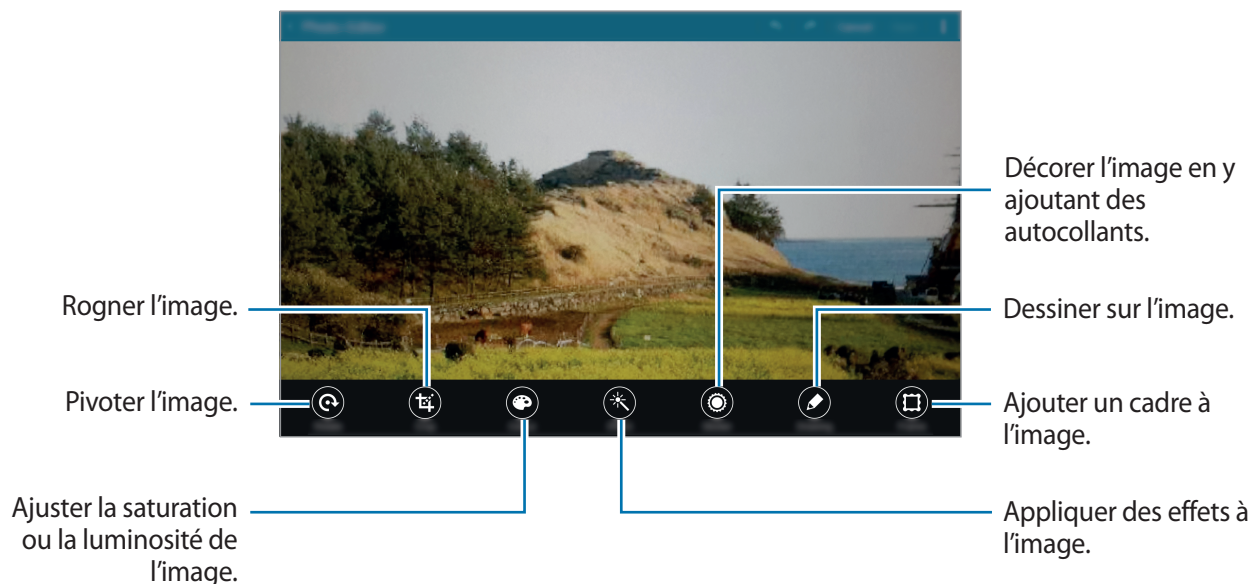 Décorer l’image en y
ajoutant des
autocollants.
Rogner l’image.
Dessiner sur l’image.
Pivoter l’image.
Ajouter un cadre à
l’image.
Ajuster la saturation
ou la luminosité de
l’image.
Appliquer des effets à
l’image.